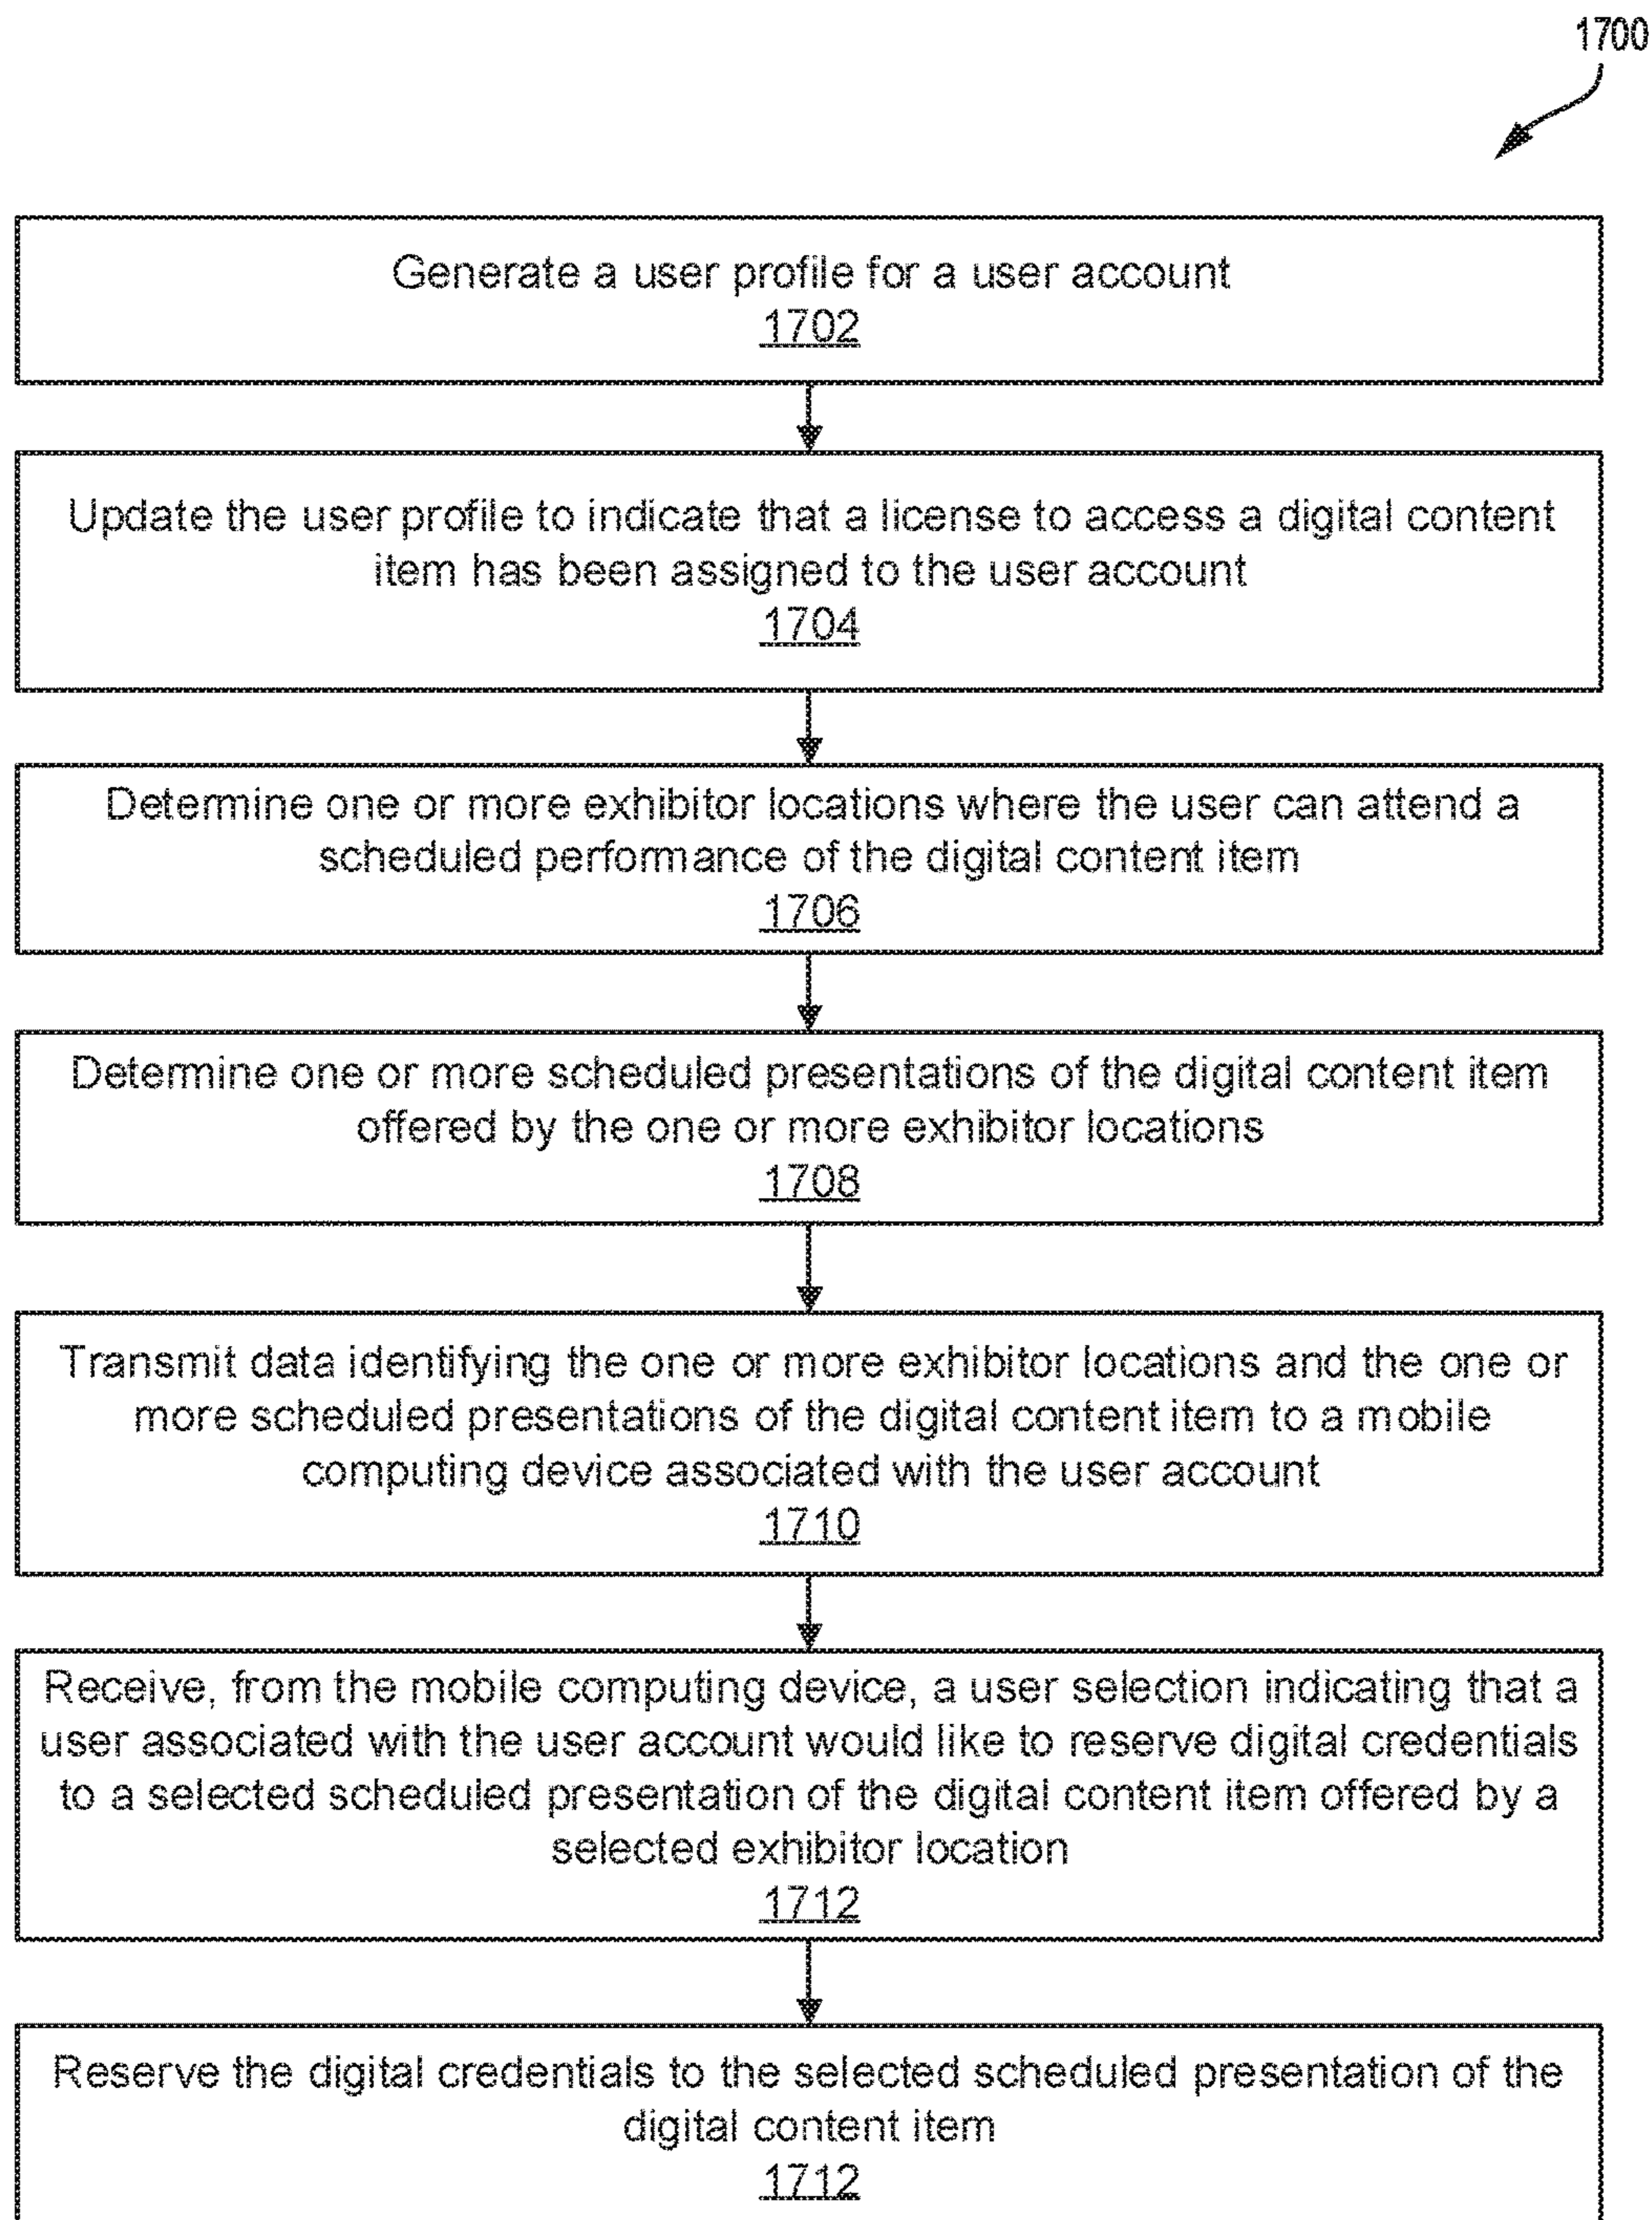 1700
Generate a user profile for a user account
1702
Update the user profile to indicate that a license to access a digital content
item has been assigned to the user account
1704
Determine one or more exhibitor locations where the user can attend a
scheduled performance of the digital content item
1706
Determine one or more scheduled presentations of the digital content item
offered by the one or more exhibitor locations
1708
Transmit data identifying the one or more exhibitor locations and the one or
more scheduled presentations of the digital content item to a mobile
computing device associated with the user account
1710
Receive, from the mobile computing device, a user selection indicating that a
user associated with the user account would like to reserve digital credentials
to a selected scheduled presentation of the digital content item offered by a
selected exhibitor location
1712
Reserve the digital credentials to the selected scheduled presentation of the
digital content item
1712